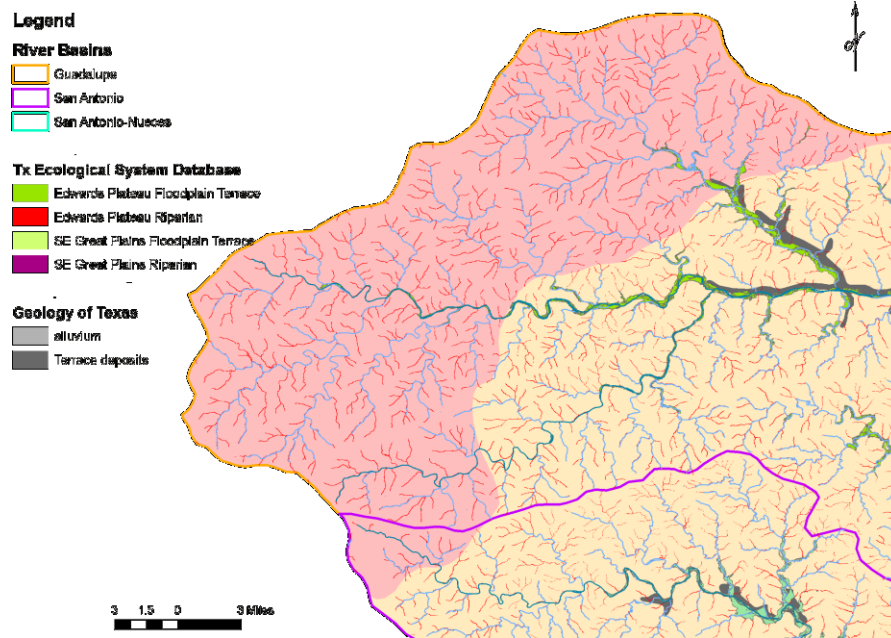 Legend
River Basins
Guadalupe
San Antonio
San Antonio-Nueces
Tx Ecological System Database
Edwards Plateau Floodplain Terrace
Edwards Plateau Riparian
SE Great Plains Floodplain Terrace
SE Great Plains Riparian
Geology of Texas
alluvium
Terrace deposits
3 1.5 0 3 Miles